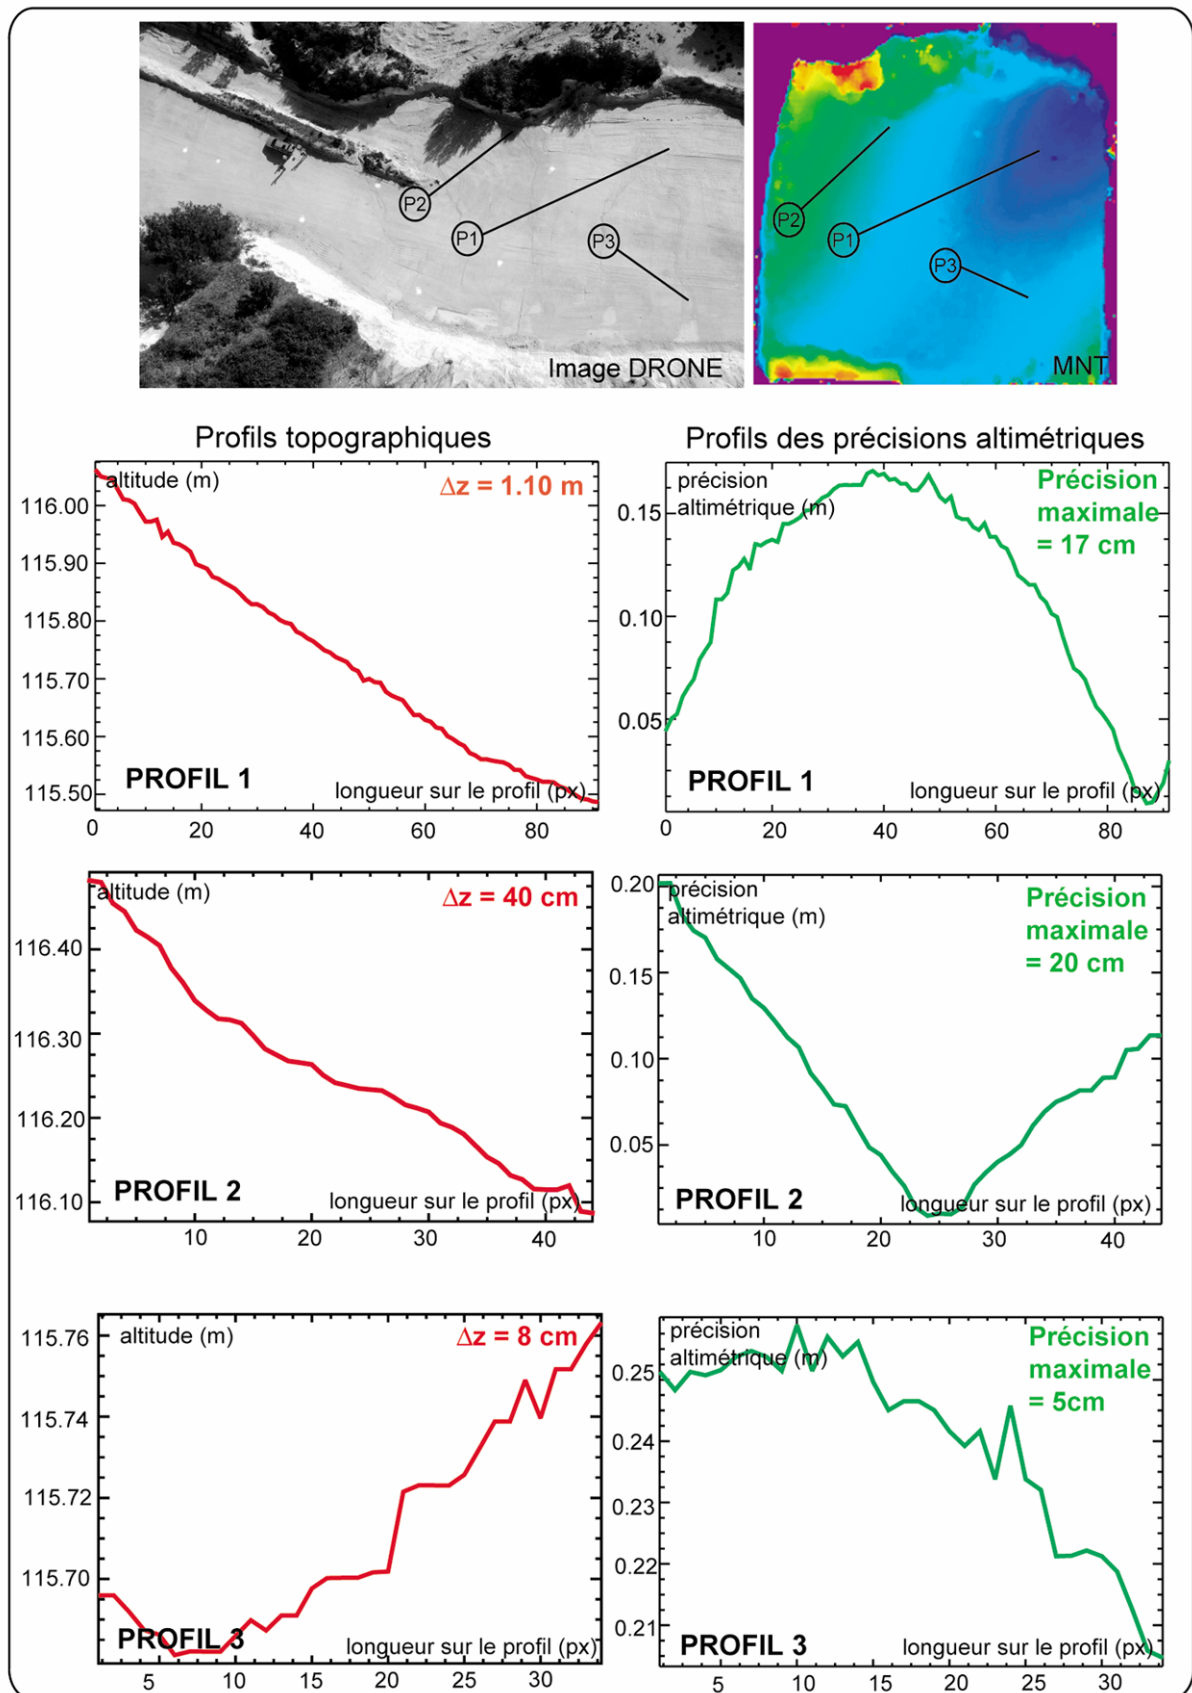 P2
P1
P3
Image DRONE
P2
P1
P3
MNT
Profils topographiques
Profils des précisions altimétriques
altitude (m)
Δz = 1.10 m
116.00
115.90
115.80
115.70
115.60
115.50
PROFIL 1
longueur sur le profil (px)
0 20 40 60 80
précision
altimétrique (m)
Précision
maximale
= 17 cm
0.15
0.10
0.05
PROFIL 1
longueur sur le profil (px)
0 20 40 60 80
altitude (m)
Δz = 40 cm
116.40
116.30
116.20
116.10
PROFIL 2
longueur sur le profil (px)
10 20 30 40
précision
altimétrique (m)
Précision
maximale
= 20 cm
0.20
0.15
0.10
0.05
PROFIL 2
longueur sur le profil (px)
10 20 30 40
altitude (m)
Δz = 8 cm
115.76
115.74
115.72
115.70
PROFIL 3
longueur sur le profil (px)
5 10 15 20 25 30
précision
altimétrique (m)
Précision
maximale
= 5cm
0.25
0.24
0.23
0.22
0.21
PROFIL 3
longueur sur le profil (px)
5 10 15 20 25 30